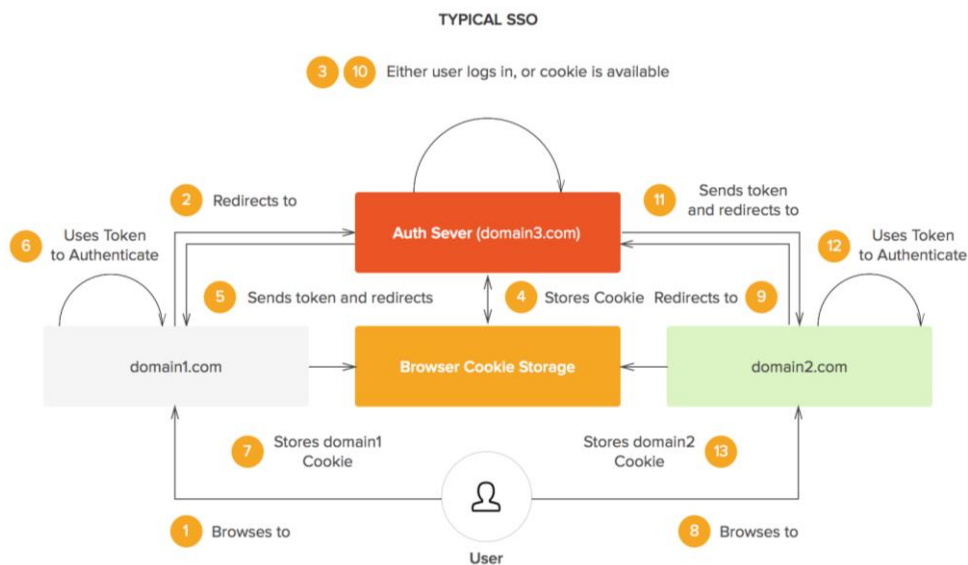 TYPICAL SSO
3 10 Either user logs in, or cookie is available
2 Redirects to
11 Sends token
and redirects to
Auth Sever (domain3.com)
6 Uses Token
to Authenticate
12 Uses Token
to Authenticate
5 Sends token and redirects
4 Stores Cookie
Redirects to 9
domain1.com
Browser Cookie Storage
domain2.com
7 Stores domain1
Cookie
Stores domain2 13
Cookie
1 Browses to
8 Browses to
User